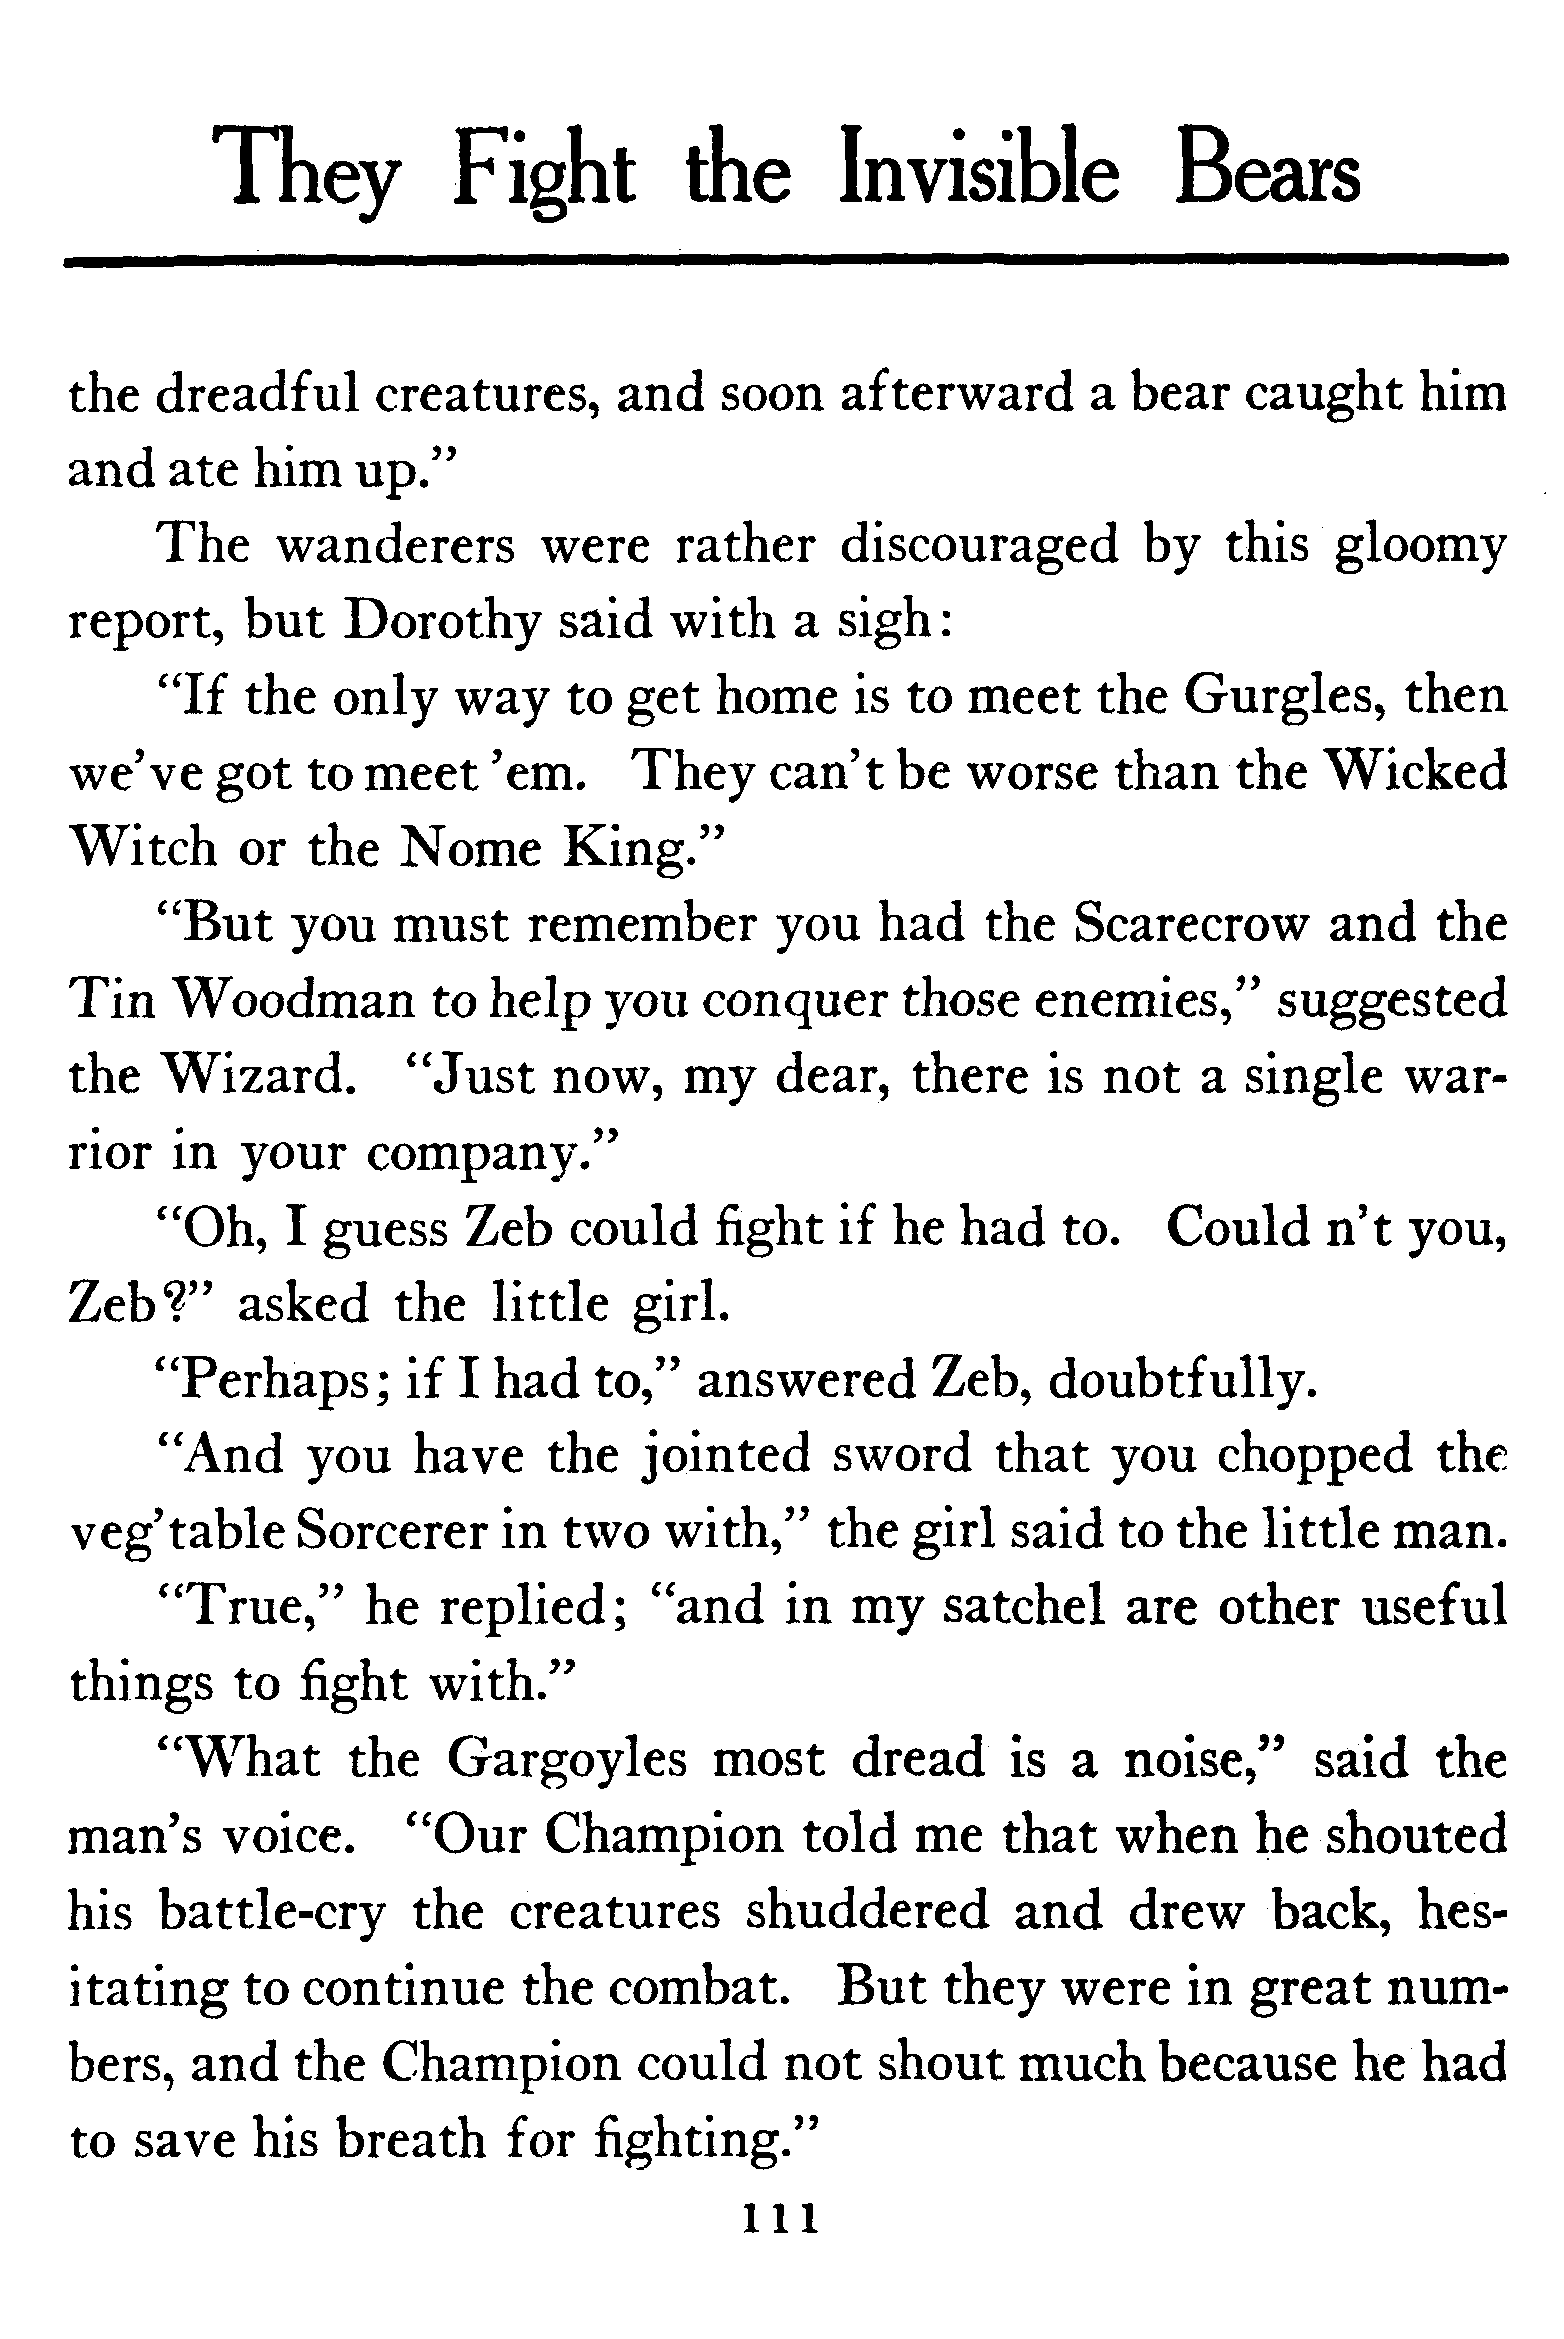 They Fight the Invisible Bears
the dreadful creatures, and soon afterward a bear caught him
and ate him up.”
The wanderers were rather discouraged by this gloomy
report, but Dorothy said with a sigh:
“If the only way to get home is to meet the Gurgles, then
we’ve got to meet ’em. They can’t be worse than the Wicked
Witch or the Nome King.”
“But you must remember you had the Scarecrow and the
Tin Woodman to help you conquer those enemies,” suggested
the Wizard. “Just now, my dear, there is not a single war-
rior in your company.”
“Oh, I guess Zeb could fight if he had to. Could n’t you,
Zeb?” asked the little girl.
“Perhaps; if I had to,” answered Zeb, doubtfully.
“And you have the jointed sword that you chopped the
veg’table Sorcerer in two with,” the girl said to the little man.
“True,” he replied; “and in my satchel are other useful
things to fight with.”
“What the Gargoyles most dread is a noise,” said the
man’s voice. “Our Champion told me that when he shouted
his battle-cry the creatures shuddered and drew back, hes-
itating to continue the combat. But they were in great num-
bers, and the Champion could not shout much because he had
to save his breath for fighting.”
111